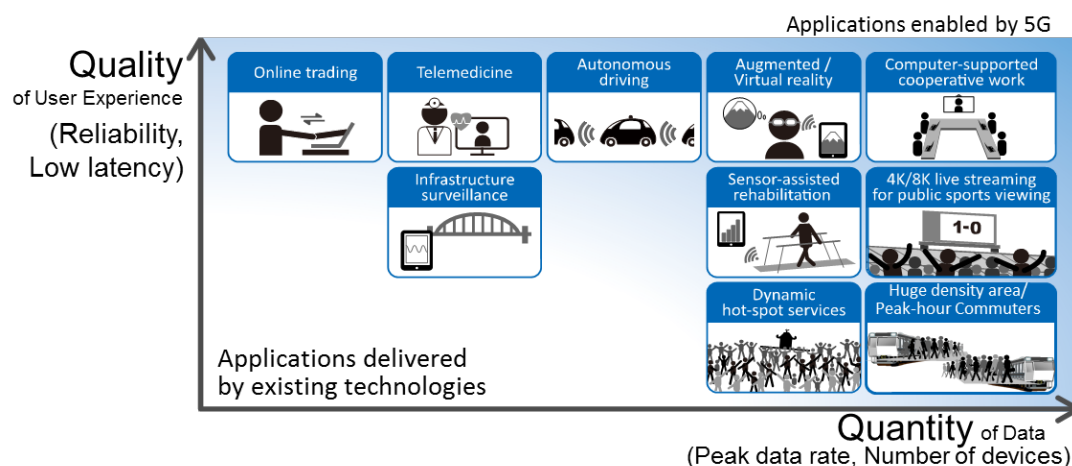 Applications enabled by 5G
Quality
of User Experience
(Reliability,
Low latency)
Online trading
Telemedicine
Autonomous
driving
Augmented /
Virtual reality
Computer-supported
cooperative work
Infrastructure
surveillance
Sensor-assisted
rehabilitation
4K/8K live streaming
for public sports viewing
1-0
Dynamic
hot-spot services
Huge density area/
Peak-hour Commuters
Applications delivered
by existing technologies
Quantity of Data
(Peak data rate, Number of devices)